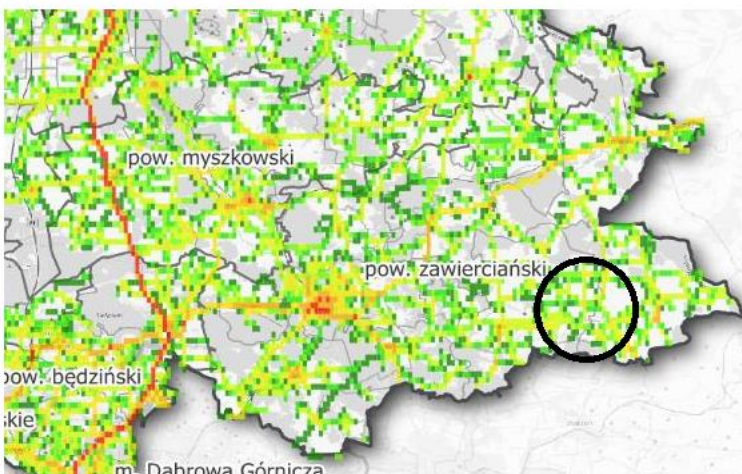 pow. myszkowski
pow. zawierciański
pow. będziński
skie
m. Dąbrowa Górnicza